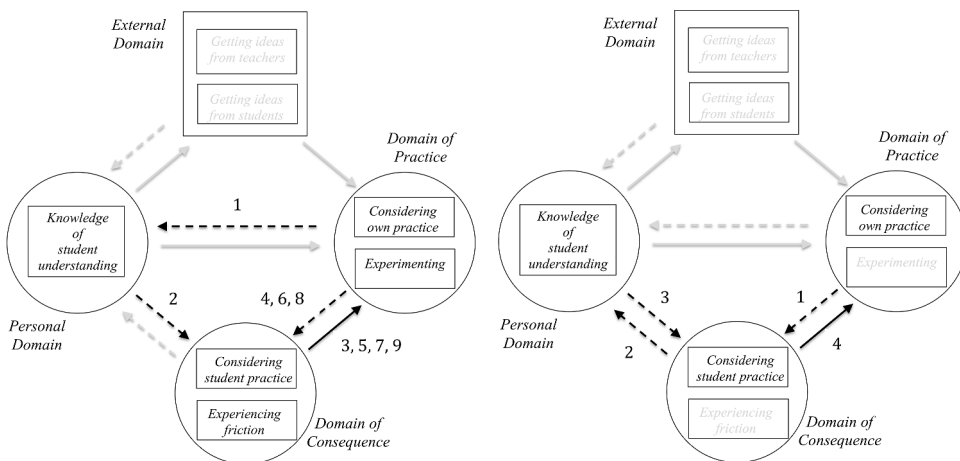 External
Domain
Getting ideas
from teachers
Getting ideas
from students
Domain of
Practice
1
Knowledge
of
student
understanding
Considering
own practice
Experimenting
2
4, 6, 8
3, 5, 7, 9
Personal
Domain
Considering
student practice
Experiencing
friction
Domain of
Consequence
External
Domain
Getting ideas
from teachers
Getting ideas
from students
Domain of
Practice
Knowledge
of
student
understanding
Considering
own practice
Experimenting
3
1
2
4
Personal
Domain
Considering
student practice
Experiencing
friction
Domain of
Consequence